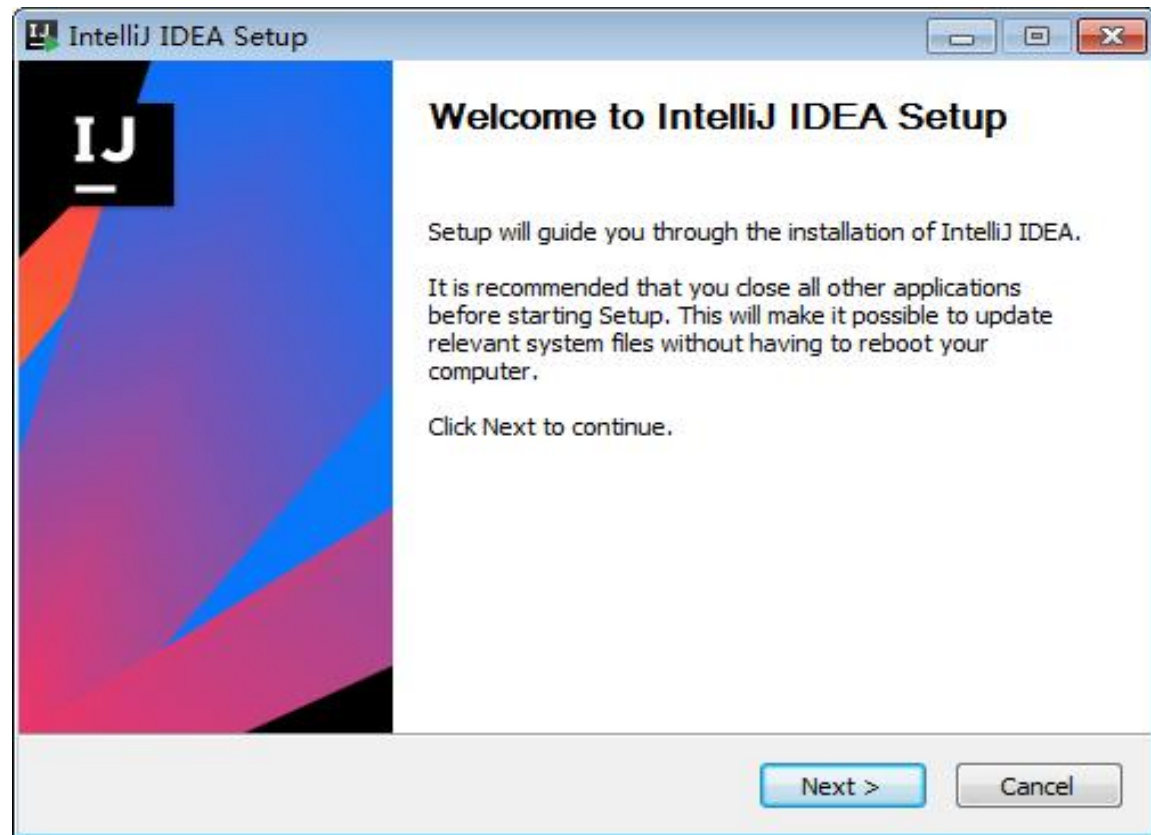 IntelliJ IDEA Setup
IJ
Welcome to IntelliJ IDEA Setup
Setup will guide you through the installation of IntelliJ IDEA.
It is recommended that you close all other applications
before starting Setup. This will make it possible to update
relevant system files without having to reboot your
computer.
Click Next to continue.
Next >
Cancel